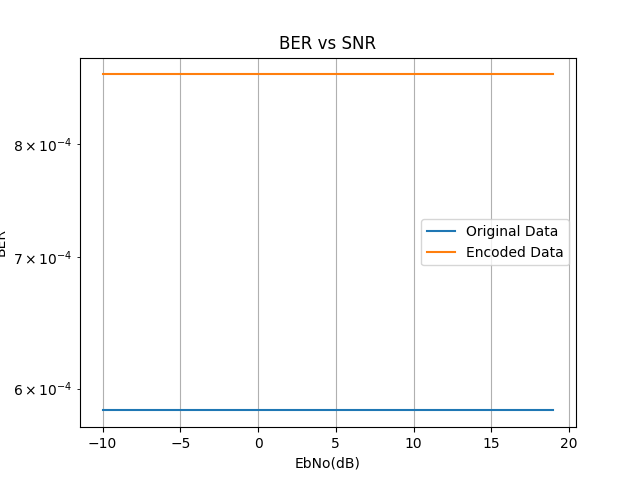 BER vs SNR
8 × 10⁻⁴
7 × 10⁻⁴
6 × 10⁻⁴
BER
Original Data
Encoded Data
−10 −5 0 5 10 15 20
EbNo(dB)